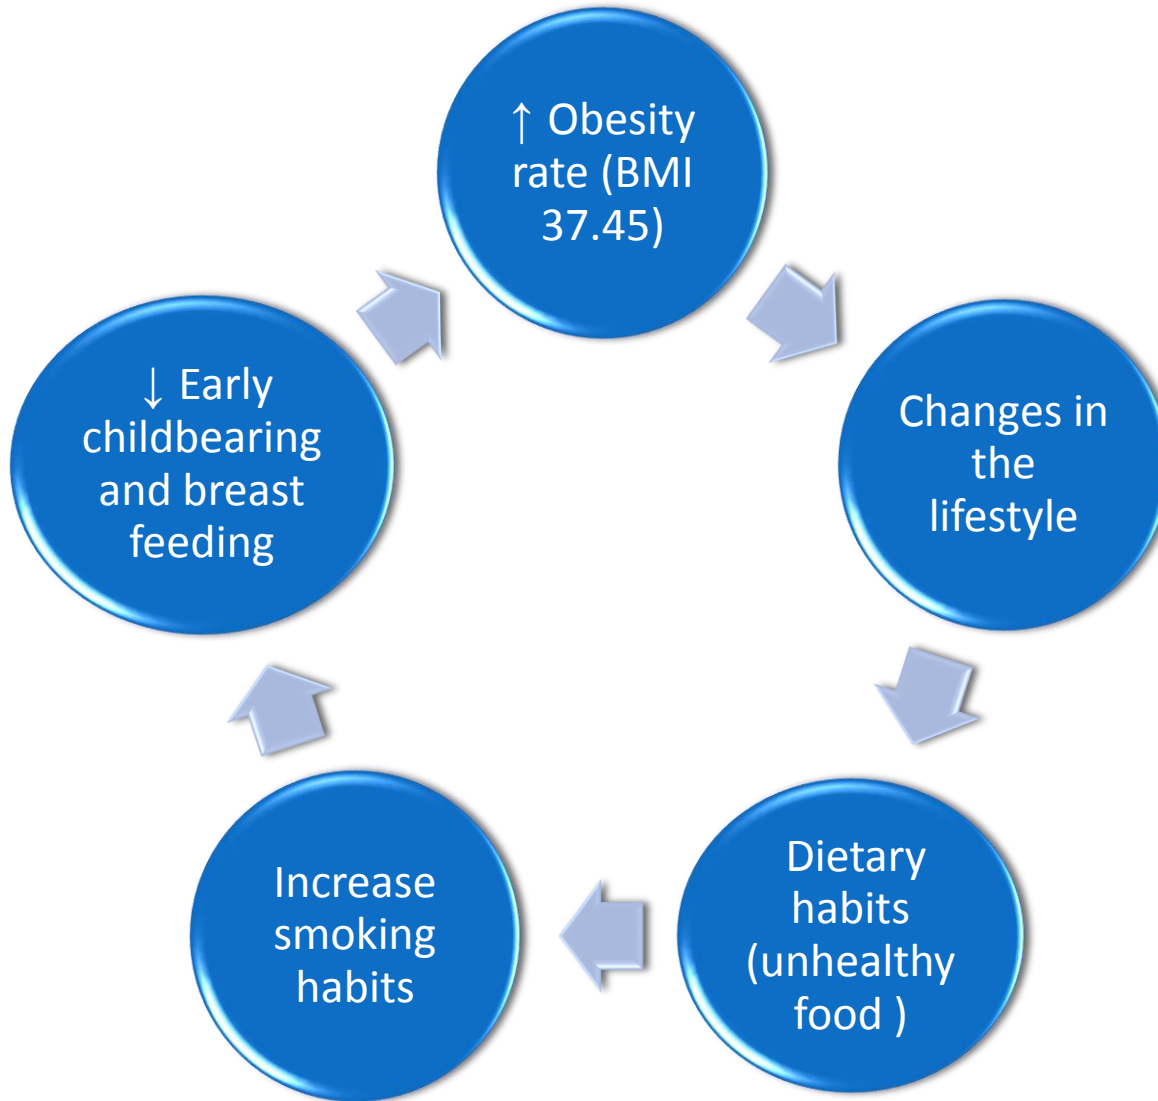 ↑ Obesity
rate (BMI
37.45)
Changes in
the
lifestyle
Dietary
habits
(unhealthy
food )
Increase
smoking
habits
↓ Early
childbearing
and breast
feeding